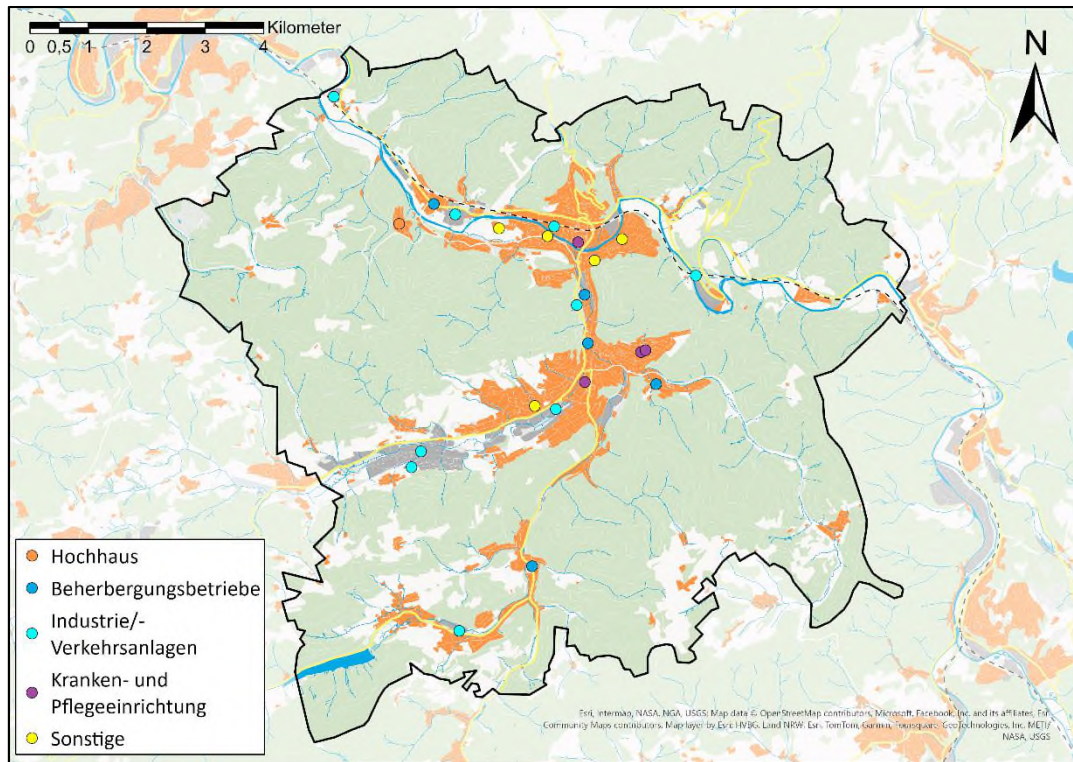 Kilometer
0 0,5 1 2 3 4
N
Hochhaus
Beherbergungsbetriebe
Industrie/-
Verkehrsanlagen
Kranken- und
Pflegeeinrichtung
Sonstige
Esri, Intermap, NASA, NGA, USGS; Map data © OpenStreetMap contributors, Microsoft, Facebook, Inc. and its affiliates, Esri
Community Maps contributors, Map layer by Esri; HVBG, Land NRW, Esri, TomTom, Garmin, Foursquare, GeoTechnologies, Inc, METI/
NASA, USGS